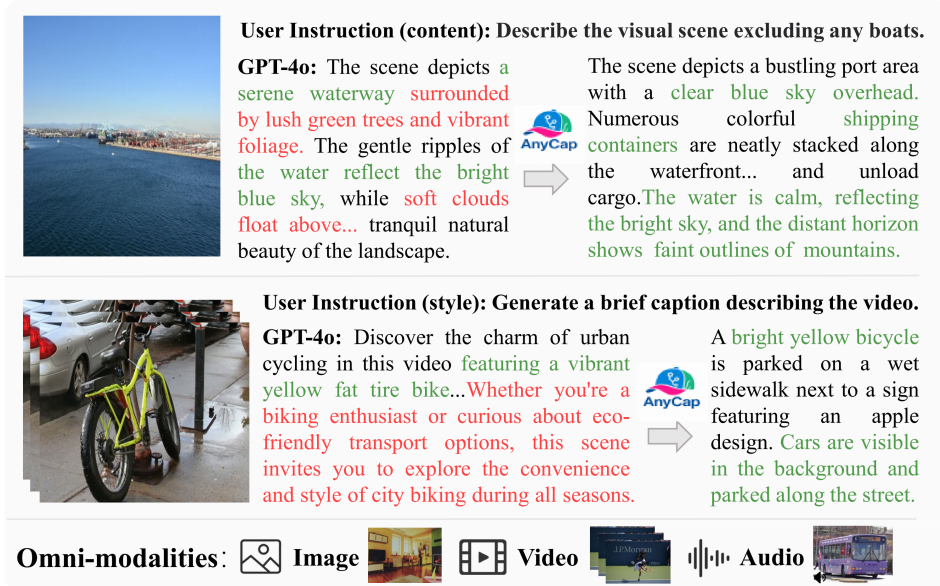 User Instruction (content): Describe the visual scene excluding any boats.
GPT-4o: The scene depicts a
serene waterway surrounded
by lush green trees and vibrant
foliage. The gentle ripples of
the water reflect the bright
blue sky, while soft clouds
float above... tranquil natural
beauty of the landscape.
AnyCap
The scene depicts a bustling port area
with a clear blue sky overhead.
Numerous colorful shipping
containers are neatly stacked along
the waterfront... and unload
cargo.The water is calm, reflecting
the bright sky, and the distant horizon
shows faint outlines of mountains.
User Instruction (style): Generate a brief caption describing the video.
GPT-4o: Discover the charm of urban
cycling in this video featuring a vibrant
yellow fat tire bike...Whether you're a
biking enthusiast or curious about eco-
friendly transport options, this scene
invites you to explore the convenience
and style of city biking during all seasons.
AnyCap
A bright yellow bicycle
is parked on a wet
sidewalk next to a sign
featuring an apple
design. Cars are visible
in the background and
parked along the street.
Omni-modalities: Image Video J.P.Morgan Audio